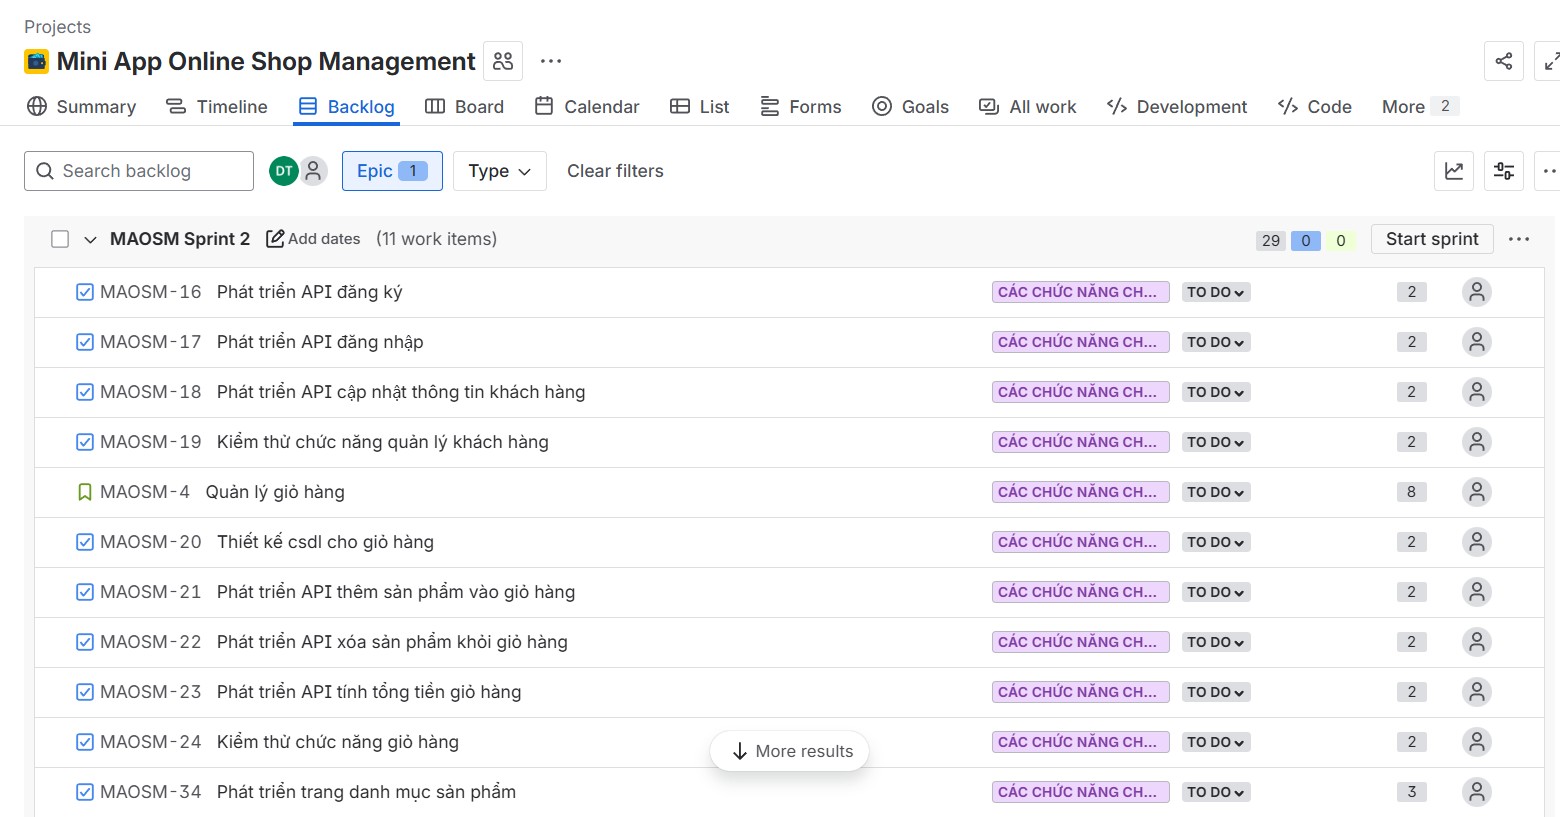 Projects
Mini App Online Shop Management
Summary Timeline Backlog Board Calendar List Forms Goals All work Development Code More 2
Search backlog DT Epic 1 Type Clear filters
MAOSM Sprint 2 Add dates (11 work items) 29 0 0 Start sprint
MAOSM-16 Phát triển API đăng ký CÁC CHỨC NĂNG CH... TO DO 2
MAOSM-17 Phát triển API đăng nhập CÁC CHỨC NĂNG CH... TO DO 2
MAOSM-18 Phát triển API cập nhật thông tin khách hàng CÁC CHỨC NĂNG CH... TO DO 2
MAOSM-19 Kiểm thử chức năng quản lý khách hàng CÁC CHỨC NĂNG CH... TO DO 2
MAOSM-4 Quản lý giỏ hàng CÁC CHỨC NĂNG CH... TO DO 8
MAOSM-20 Thiết kế csdl cho giỏ hàng CÁC CHỨC NĂNG CH... TO DO 2
MAOSM-21 Phát triển API thêm sản phẩm vào giỏ hàng CÁC CHỨC NĂNG CH... TO DO 2
MAOSM-22 Phát triển API xóa sản phẩm khỏi giỏ hàng CÁC CHỨC NĂNG CH... TO DO 2
MAOSM-23 Phát triển API tính tổng tiền giỏ hàng CÁC CHỨC NĂNG CH... TO DO 2
MAOSM-24 Kiểm thử chức năng giỏ hàng CÁC CHỨC NĂNG CH... TO DO 2
More results
MAOSM-34 Phát triển trang danh mục sản phẩm CÁC CHỨC NĂNG CH... TO DO 3